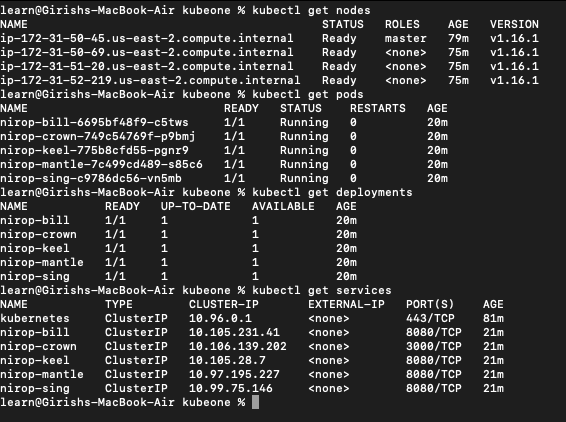 learn@Girishs-MacBook-Air kubeone % kubectl get nodes
NAME STATUS ROLES AGE VERSION
ip-172-31-50-45.us-east-2.compute.internal Ready master 79m v1.16.1
ip-172-31-50-69.us-east-2.compute.internal Ready <none> 75m v1.16.1
ip-172-31-51-20.us-east-2.compute.internal Ready <none> 75m v1.16.1
ip-172-31-52-219.us-east-2.compute.internal Ready <none> 75m v1.16.1
learn@Girishs-MacBook-Air kubeone % kubectl get pods
NAME READY STATUS RESTARTS AGE
nirop-bill-6695bf48f9-c5tws 1/1 Running 0 20m
nirop-crown-749c54769f-p9bmj 1/1 Running 0 20m
nirop-keel-775b8cfd55-pgnr9 1/1 Running 0 20m
nirop-mantle-7c499cd489-s85c6 1/1 Running 0 20m
nirop-sing-c9786dc56-vn5mb 1/1 Running 0 20m
learn@Girishs-MacBook-Air kubeone % kubectl get deployments
NAME READY UP-TO-DATE AVAILABLE AGE
nirop-bill 1/1 1 1 20m
nirop-crown 1/1 1 1 20m
nirop-keel 1/1 1 1 20m
nirop-mantle 1/1 1 1 20m
nirop-sing 1/1 1 1 20m
learn@Girishs-MacBook-Air kubeone % kubectl get services
NAME TYPE CLUSTER-IP EXTERNAL-IP PORT(S) AGE
kubernetes ClusterIP 10.96.0.1 <none> 443/TCP 81m
nirop-bill ClusterIP 10.105.231.41 <none> 8080/TCP 21m
nirop-crown ClusterIP 10.106.139.202 <none> 3000/TCP 21m
nirop-keel ClusterIP 10.105.28.7 <none> 8080/TCP 21m
nirop-mantle ClusterIP 10.97.195.227 <none> 8080/TCP 21m
nirop-sing ClusterIP 10.99.75.146 <none> 8080/TCP 21m
learn@Girishs-MacBook-Air kubeone %